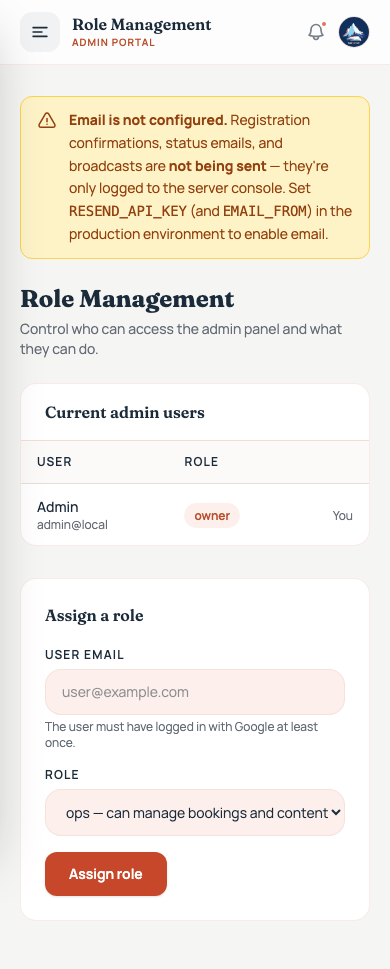 Role Management
ADMIN PORTAL
Email is not configured. Registration
confirmations, status emails, and
broadcasts are not being sent — they're
only logged to the server console. Set
RESEND_API_KEY (and EMAIL_FROM) in the
production environment to enable email.
Role Management
Control who can access the admin panel and what
they can do.
Current admin users
USER ROLE
Admin
admin@local
owner
You
Assign a role
USER EMAIL
user@example.com
The user must have logged in with Google at least
once.
ROLE
ops — can manage bookings and content
Assign role